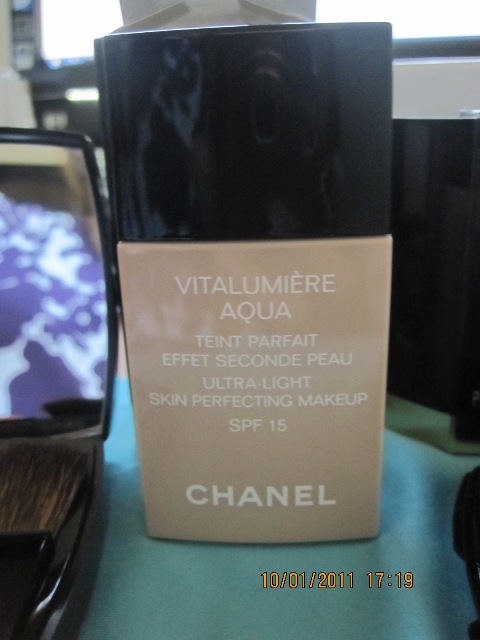 VITALUMIÈRE
AQUA
TEINT PARFAIT
EFFET SECONDE PEAU
ULTRA-LIGHT
SKIN PERFECTING MAKEUP
SPF 15
CHANEL
10/01/2011 17:19